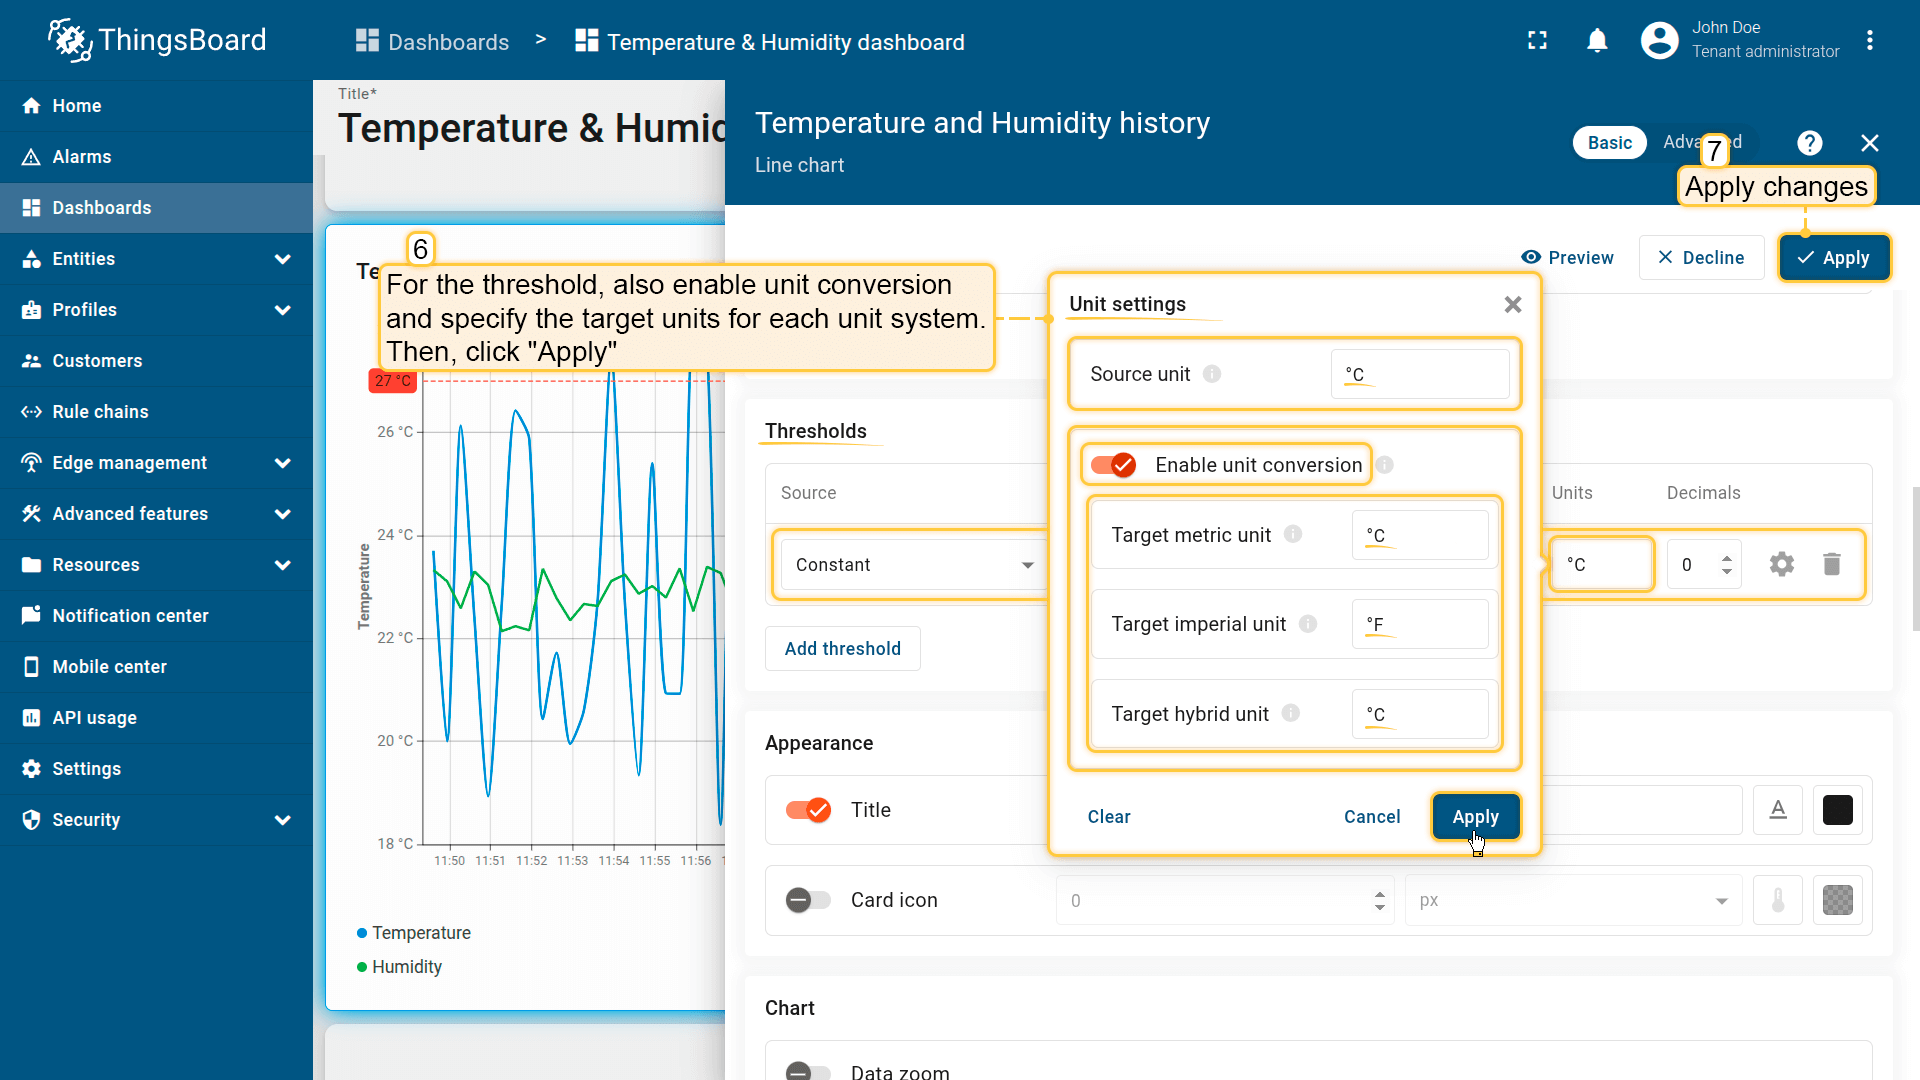 ThingsBoard
Dashboards > Temperature & Humidity dashboard
John Doe
Tenant administrator
Home
Alarms
Dashboards
Entities
Profiles
Customers
Rule chains
Edge management
Advanced features
Resources
Notification center
Mobile center
API usage
Settings
Security
Title*
Temperature & Humid
Temperature and Humidity history
Line chart
Basic
7
Apply changes
Preview
Decline
Apply
6
For the threshold, also enable unit conversion
and specify the target units for each unit system.
Then, click "Apply"
27 °C
26 °C
24 °C
22 °C
20 °C
18 °C
Temperature
11:50 11:51 11:52 11:53 11:54 11:55 11:56
Temperature
Humidity
Thresholds
Source
Units
Decimals
Constant
°C
0
Add threshold
Unit settings
Source unit
°C
Enable unit conversion
Target metric unit
°C
Target imperial unit
°F
Target hybrid unit
°C
Clear
Cancel
Apply
Appearance
Title
A
Card icon
0
px
Chart
Data zoom